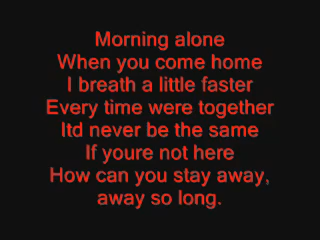 Morning alone
When you come home
I breath a little faster
Every time were together
Itd never be the same
If youre not here
How can you stay away,
away so long.